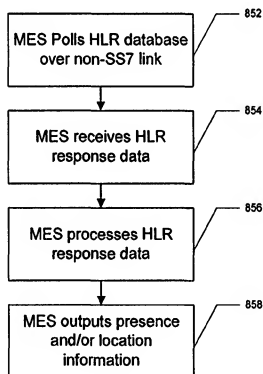 852
MES Polls HLR database
over non-SS7 link
854
MES receives HLR
response data
856
MES processes HLR
response data
858
MES outputs presence
and/or location
information